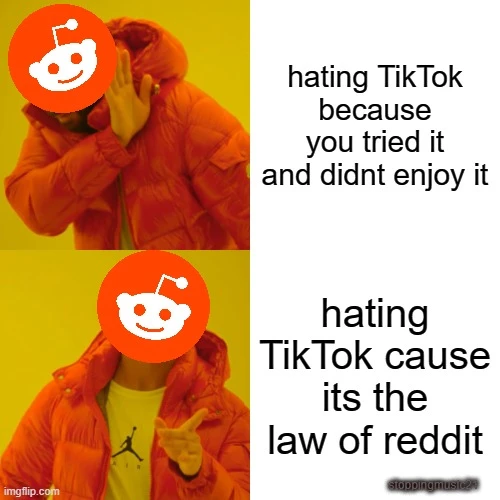 hating TikTok
because
you tried it
and didnt enjoy it
hating
TikTok cause
its the
law of reddit
stoppingmusic21
imgflip.com